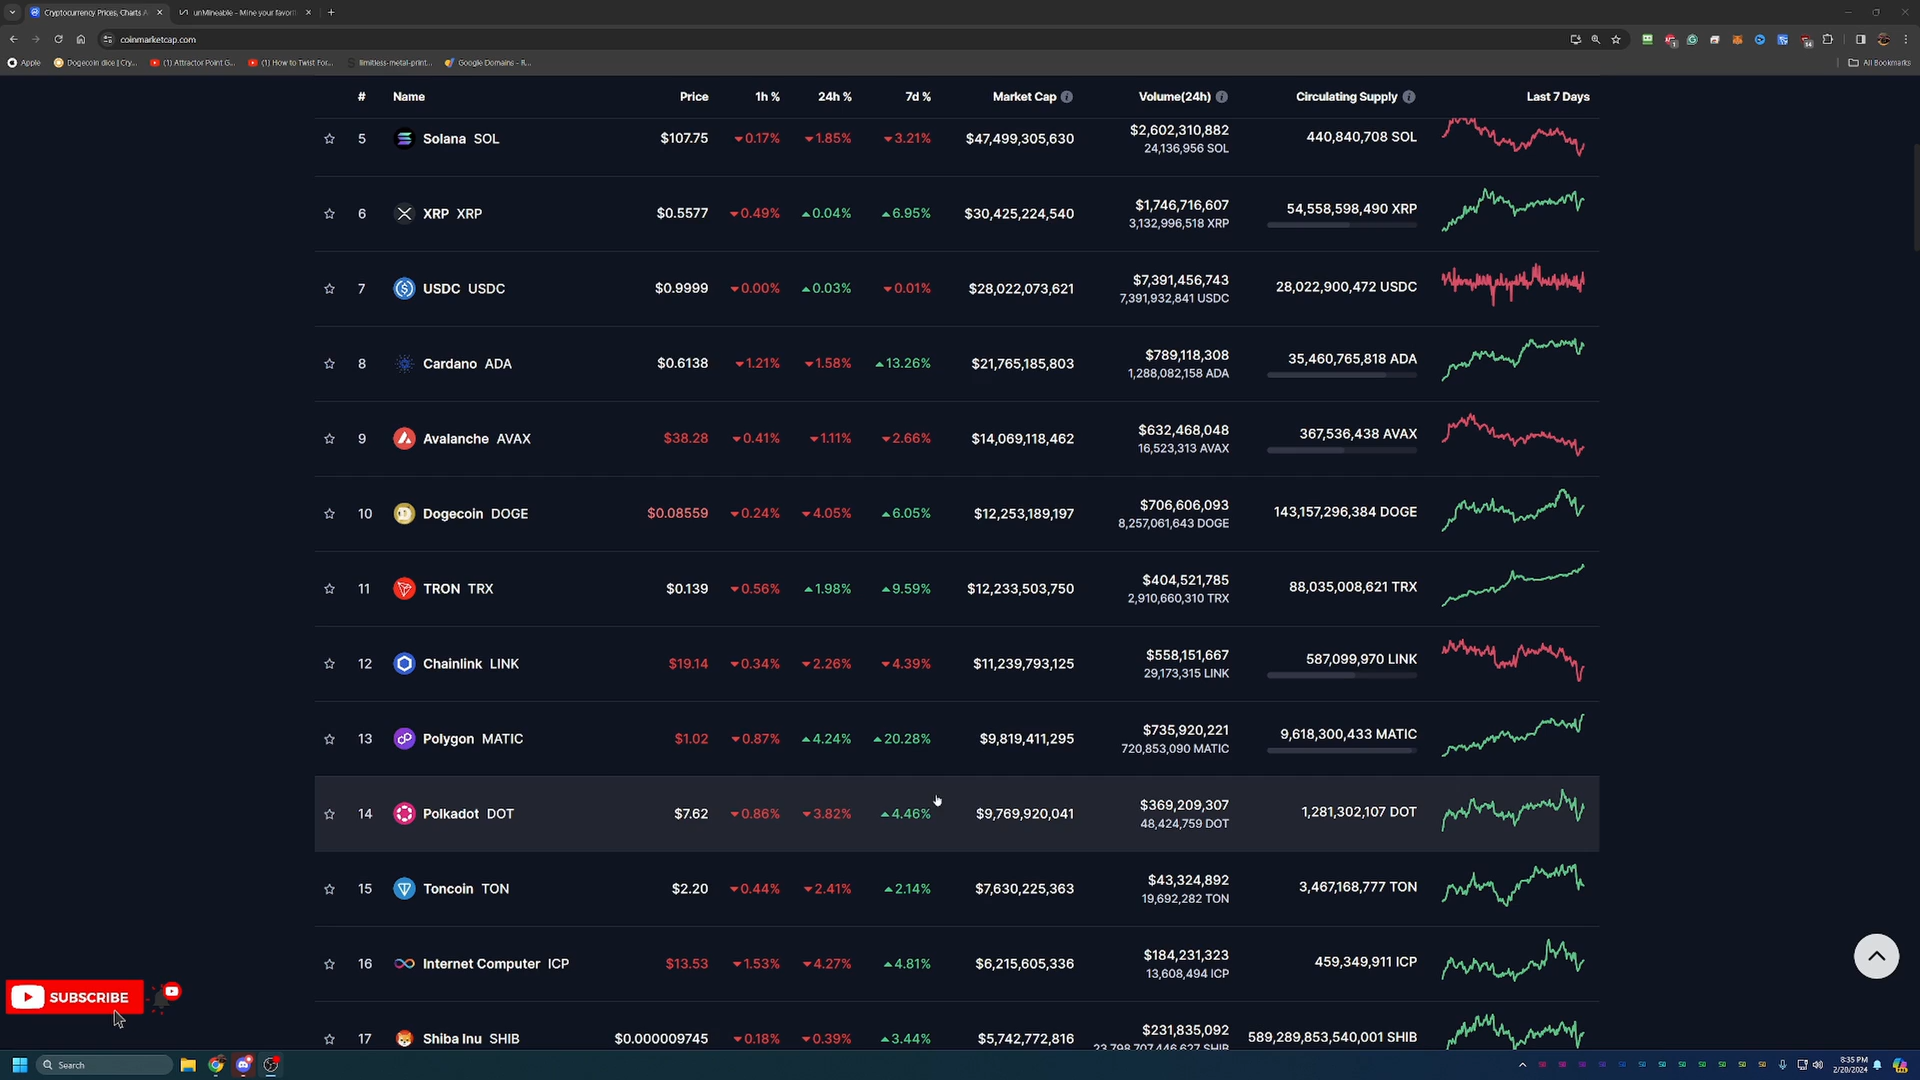 Cryptocurrency Prices, Charts A
unMineable - Mine your favorit
coinmarketcap.com
Apple
Dogecoin dice | Cry...
(1) Attractor Point G...
(1) How to Twist For...
limitless-metal-print...
Google Domains - R...
All Bookmarks
# Name Price 1h % 24h % 7d % Market Cap Volume(24h) Circulating Supply Last 7 Days
5 Solana SOL $107.75 0.17% 1.85% 3.21% $47,499,305,630 $2,602,310,882 440,840,708 SOL
24,136,956 SOL
6 XRP XRP $0.5577 0.49% 0.04% 6.95% $30,425,224,540 $1,746,716,607 54,558,598,490 XRP
3,132,996,518 XRP
7 USDC USDC $0.9999 0.00% 0.03% 0.01% $28,022,073,621 $7,391,456,743 28,022,900,472 USDC
7,391,932,841 USDC
8 Cardano ADA $0.6138 1.21% 1.58% 13.26% $21,765,185,803 $789,118,308 35,460,765,818 ADA
1,288,082,158 ADA
9 Avalanche AVAX $38.28 0.41% 1.11% 2.66% $14,069,118,462 $632,468,048 367,536,438 AVAX
16,523,313 AVAX
10 Dogecoin DOGE $0.08559 0.24% 4.05% 6.05% $12,253,189,197 $706,606,093 143,157,296,384 DOGE
8,257,061,643 DOGE
11 TRON TRX $0.139 0.56% 1.98% 9.59% $12,233,503,750 $404,521,785 88,035,008,621 TRX
2,910,660,310 TRX
12 Chainlink LINK $19.14 0.34% 2.26% 4.39% $11,239,793,125 $558,151,667 587,099,970 LINK
29,173,315 LINK
13 Polygon MATIC $1.02 0.87% 4.24% 20.28% $9,819,411,295 $735,920,221 9,618,300,433 MATIC
720,853,090 MATIC
14 Polkadot DOT $7.62 0.86% 3.82% 4.46% $9,769,920,041 $369,209,307 1,281,302,107 DOT
48,424,759 DOT
15 Toncoin TON $2.20 0.44% 2.41% 2.14% $7,630,225,363 $43,324,892 3,467,168,777 TON
19,692,282 TON
16 Internet Computer ICP $13.53 1.53% 4.27% 4.81% $6,215,605,336 $184,231,323 459,349,911 ICP
13,608,494 ICP
17 Shiba Inu SHIB $0.000009745 0.18% 0.39% 3.44% $5,742,772,816 $231,835,092 589,289,853,540,001 SHIB
23,798,707,446,627 SHIB
SUBSCRIBE
Search
8:35 PM
2/20/2024